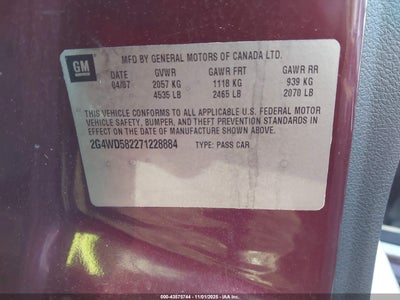 GM
MFD BY GENERAL MOTORS OF CANADA LTD.
DATE GVWR GAWR FRT GAWR RR
04/07 2057 KG 1118 KG 939 KG
4535 LB 2465 LB 2070 LB
THIS VEHICLE CONFORMS TO ALL APPLICABLE U.S. FEDERAL MOTOR
VEHICLE SAFETY, BUMPER, AND THEFT PREVENTION STANDARDS
IN EFFECT ON THE DATE OF MANUFACTURE SHOWN ABOVE.
2G4WD582271228884 TYPE: PASS CAR
000-43575744 - 11/01/2025 - IAA